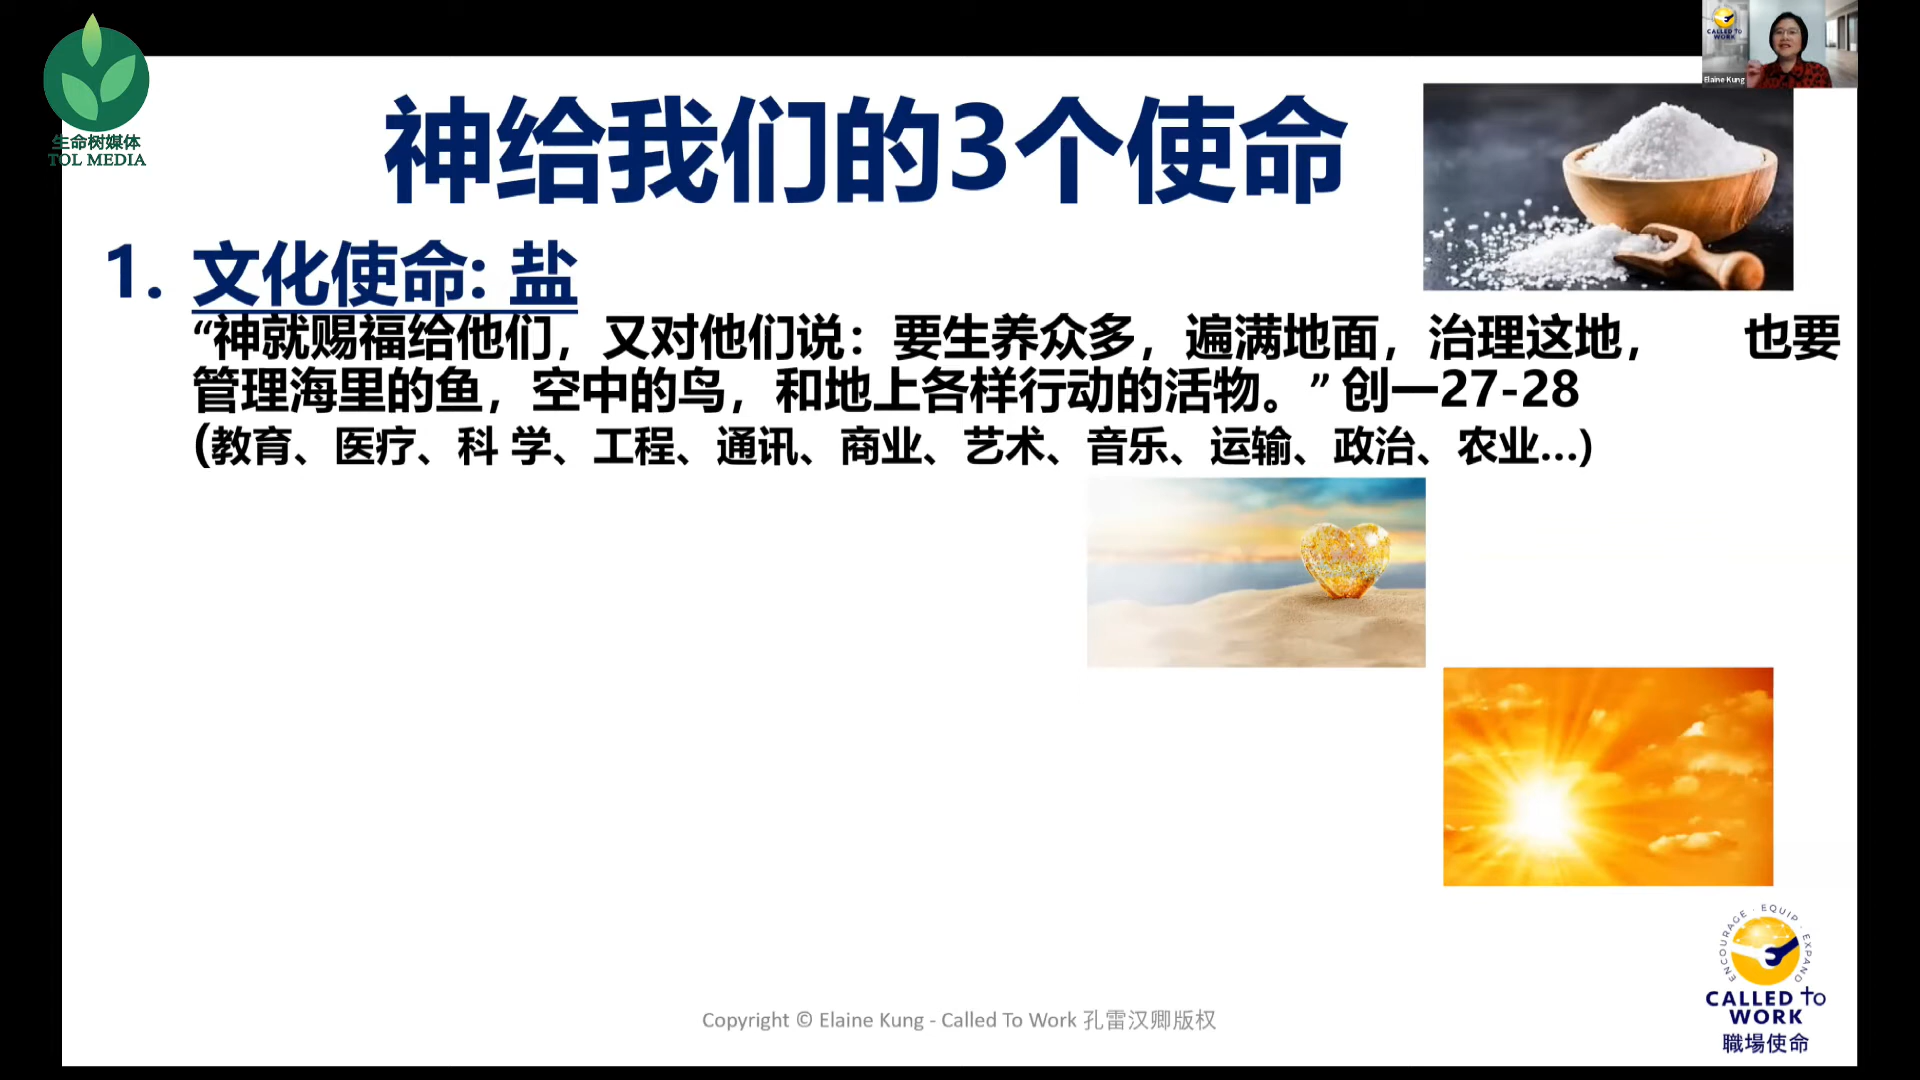 生命树媒体
TOL MEDIA
CALLED TO
WORK
Elaine Kung
神给我们的3个使命
1. 文化使命: 盐
“神就赐福给他们，又对他们说：要生养众多，遍满地面，治理这地， 也要
管理海里的鱼，空中的鸟，和地上各样行动的活物。” 创一27-28
(教育、医疗、科 学、工程、通讯、商业、艺术、音乐、运输、政治、农业...)
ENCOURAGE · EQUIP · EXPAND
CALLED TO
WORK
職場使命
Copyright © Elaine Kung - Called To Work 孔雷汉卿版权